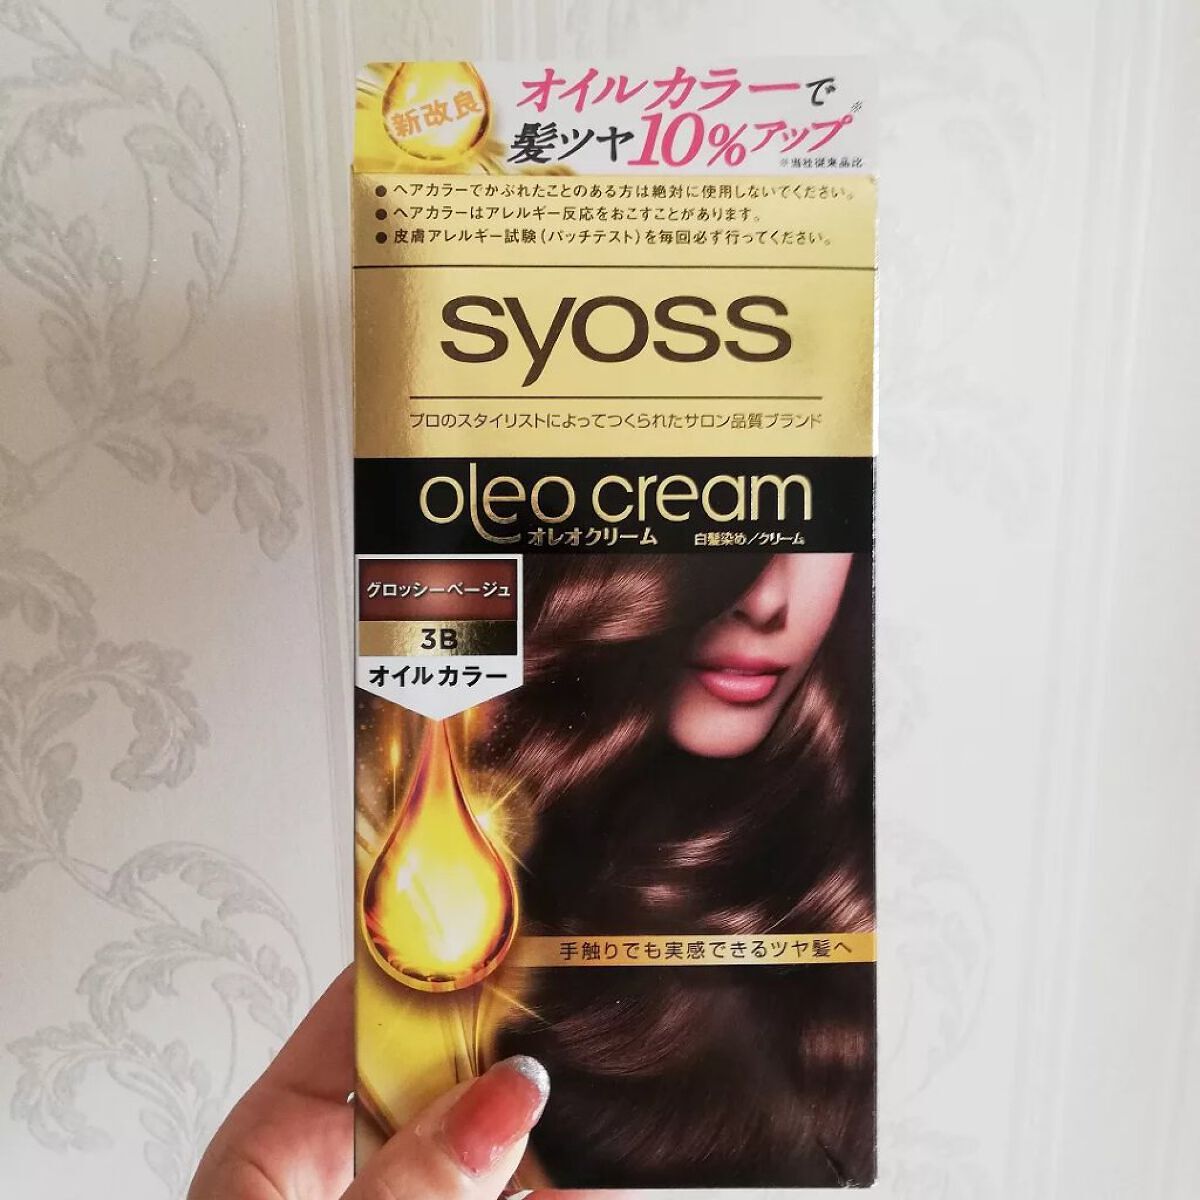 新改良
オイルカラーで
髪ツヤ10%アップ※
※当社従来品比
● ヘアカラーでかぶれたことのある方は絶対に使用しないでください。
● ヘアカラーはアレルギー反応をおこすことがあります。
● 皮膚アレルギー試験(パッチテスト)を毎回必ず行ってください。
syoss
プロのスタイリストによってつくられたサロン品質ブランド
oleo cream
オレオクリーム 白髪染め/クリーム
グロッシーベージュ
3B
オイルカラー
手触りでも実感できるツヤ髪へ